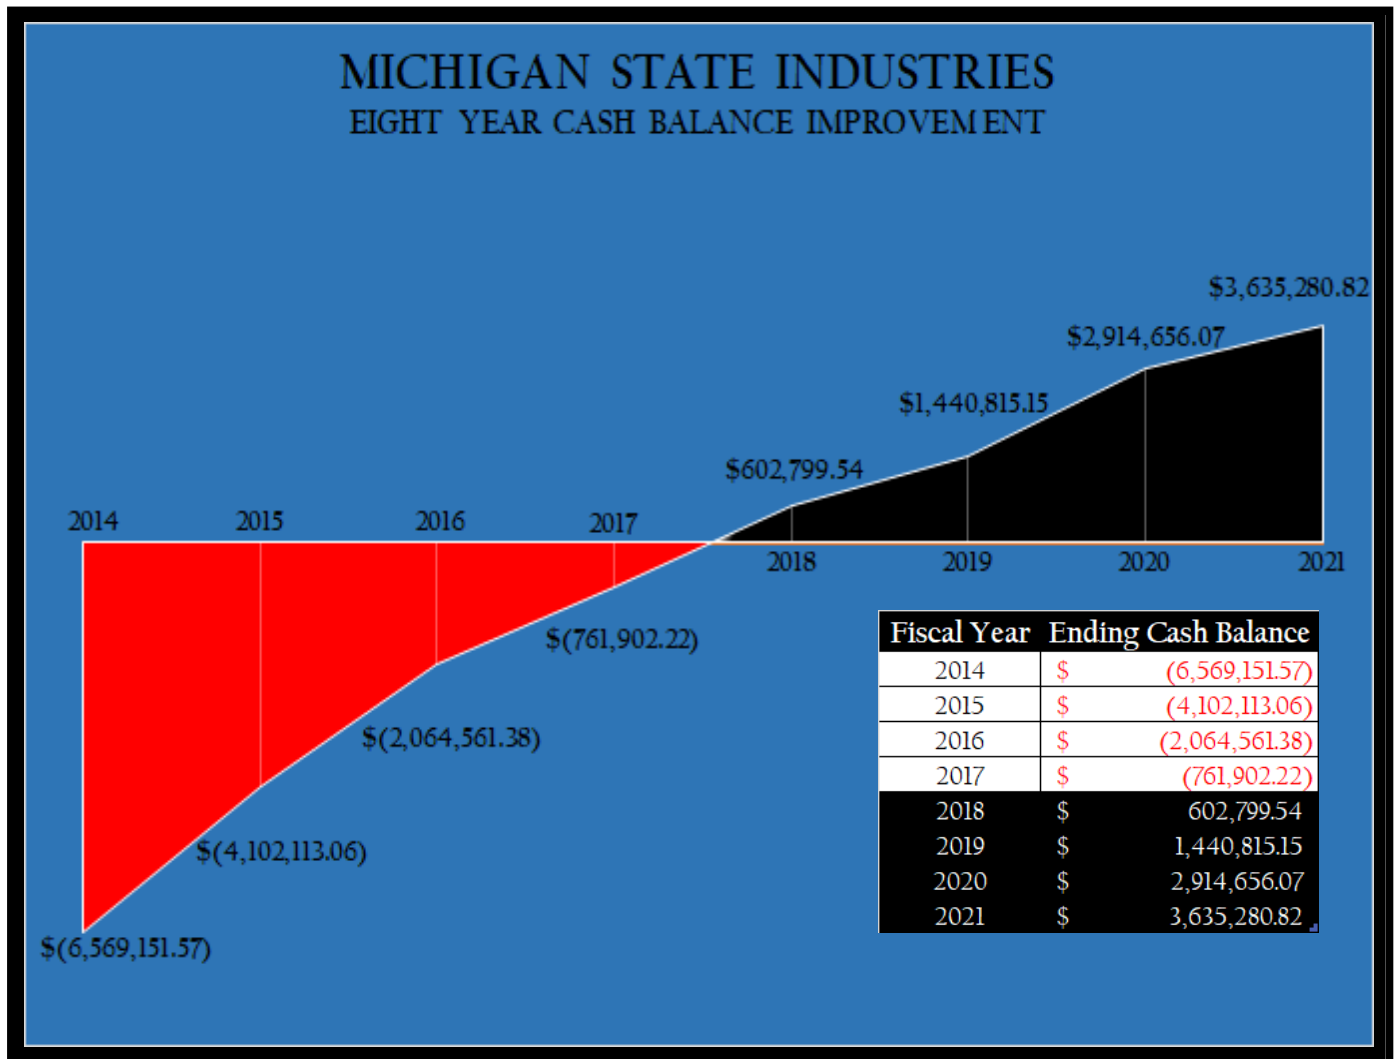 MICHIGAN STATE INDUSTRIES
EIGHT YEAR CASH BALANCE IMPROVEMENT
$3,635,280.82
$2,914,656.07
$1,440,815.15
$602,799.54
2014 2015 2016 2017
2018 2019 2020 2021
$(761,902.22)
$(2,064,561.38)
$(4,102,113.06)
$(6,569,151.57)
Fiscal Year Ending Cash Balance
2014 $ (6,569,151.57)
2015 $ (4,102,113.06)
2016 $ (2,064,561.38)
2017 $ (761,902.22)
2018 $ 602,799.54
2019 $ 1,440,815.15
2020 $ 2,914,656.07
2021 $ 3,635,280.82